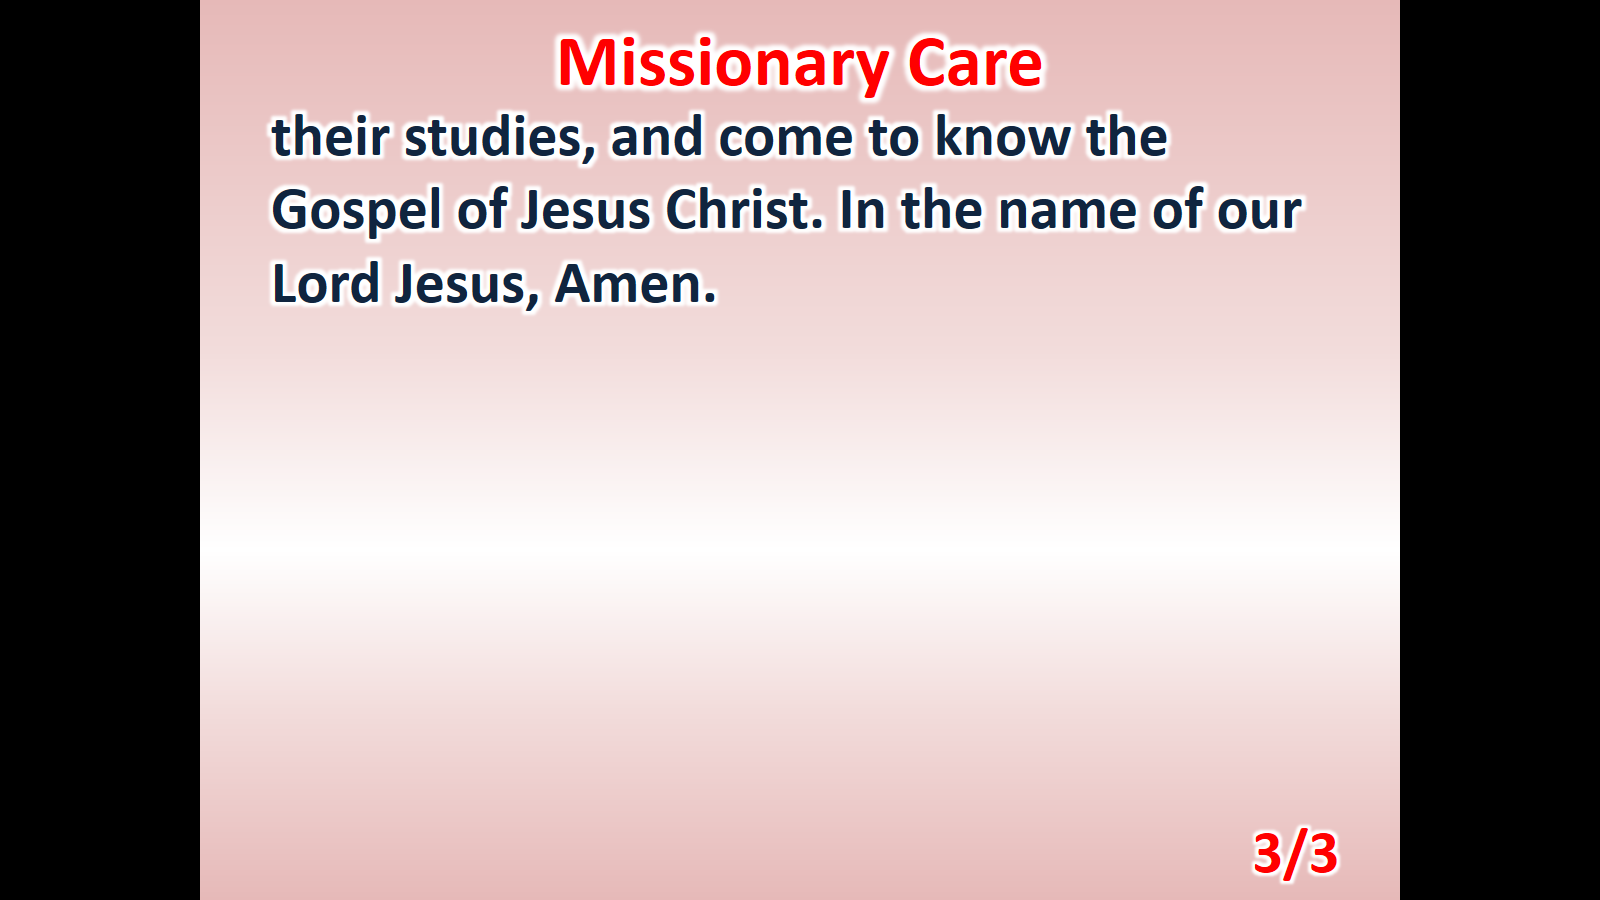 Missionary Care
their studies, and come to know the
Gospel of Jesus Christ. In the name of our
Lord Jesus, Amen.
3/3